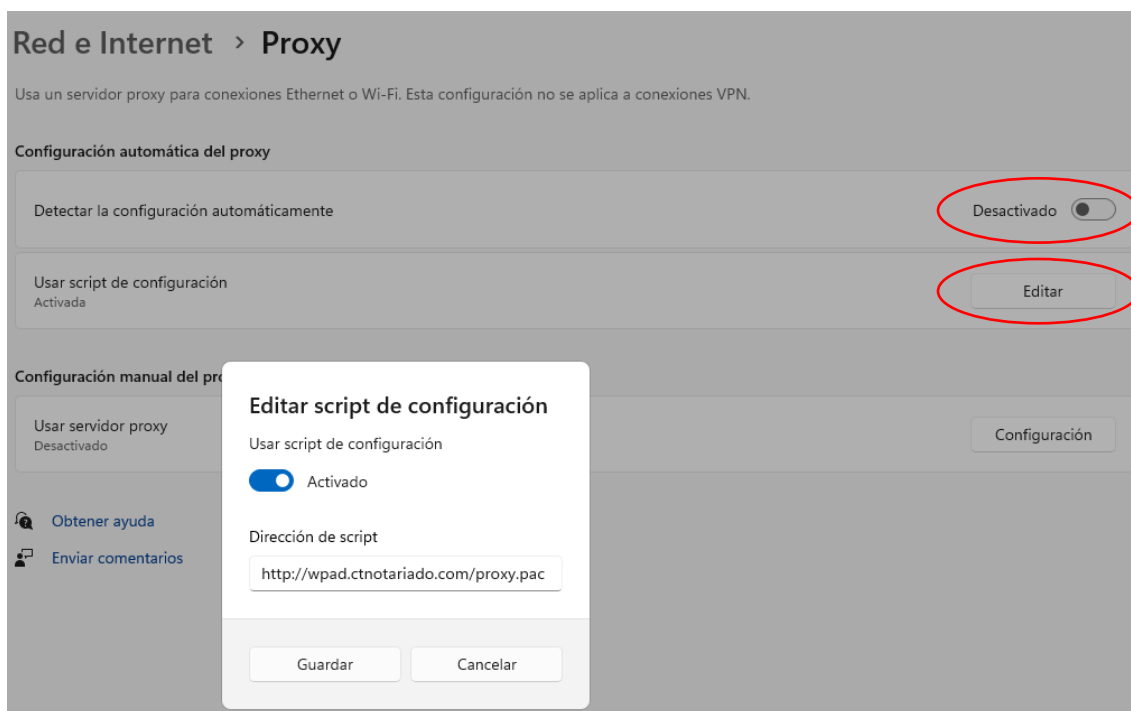 Red e Internet > Proxy
Usa un servidor proxy para conexiones Ethernet o Wi-Fi. Esta configuración no se aplica a conexiones VPN.
Configuración automática del proxy
Detectar la configuración automáticamente
Desactivado
Usar script de configuración
Activada
Editar
Configuración manual del pro
Usar servidor proxy
Desactivado
Configuración
Obtener ayuda
Enviar comentarios
Editar script de configuración
Usar script de configuración
Activado
Dirección de script
http://wpad.ctnotariado.com/proxy.pac
Guardar
Cancelar